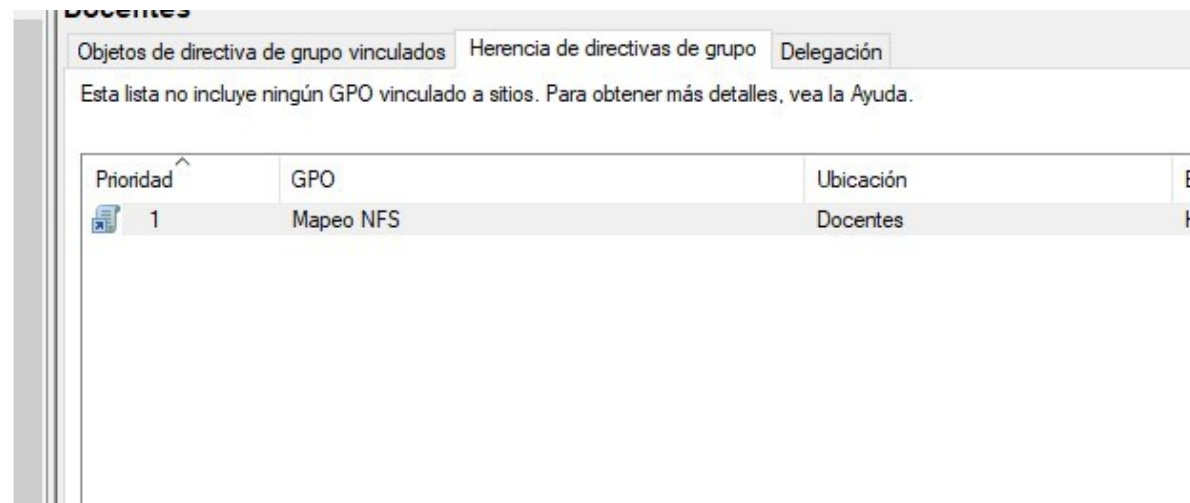 Docentes
Objetos de directiva de grupo vinculados Herencia de directivas de grupo Delegación
Esta lista no incluye ningún GPO vinculado a sitios. Para obtener más detalles, vea la Ayuda.
Prioridad GPO Ubicación
1 Mapeo NFS Docentes